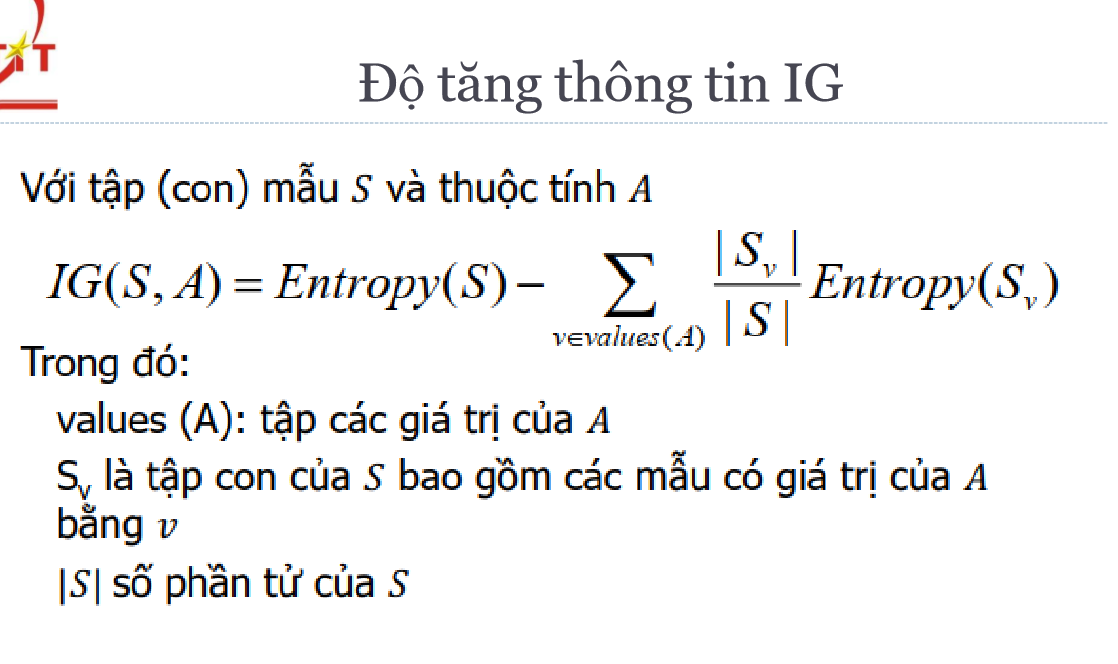 TIT
Độ tăng thông tin IG
Với tập (con) mẫu S và thuộc tính A
IG(S, A) = Entropy(S) − ∑_{v∈values(A)} |S_v| / |S| Entropy(S_v)
Trong đó:
values (A): tập các giá trị của A
S_v là tập con của S bao gồm các mẫu có giá trị của A
bằng v
|S| số phần tử của S